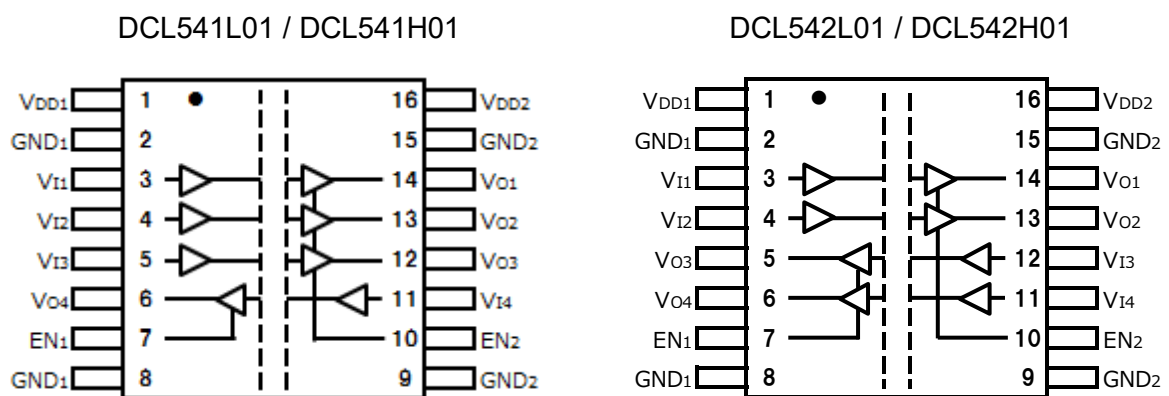 DCL541L01 / DCL541H01
VDD1 1 16 VDD2
GND1 2 15 GND2
VI1 3 14 VO1
VI2 4 13 VO2
VI3 5 12 VO3
VO4 6 11 VI4
EN1 7 10 EN2
GND1 8 9 GND2
DCL542L01 / DCL542H01
VDD1 1 16 VDD2
GND1 2 15 GND2
VI1 3 14 VO1
VI2 4 13 VO2
VO3 5 12 VI3
VO4 6 11 VI4
EN1 7 10 EN2
GND1 8 9 GND2